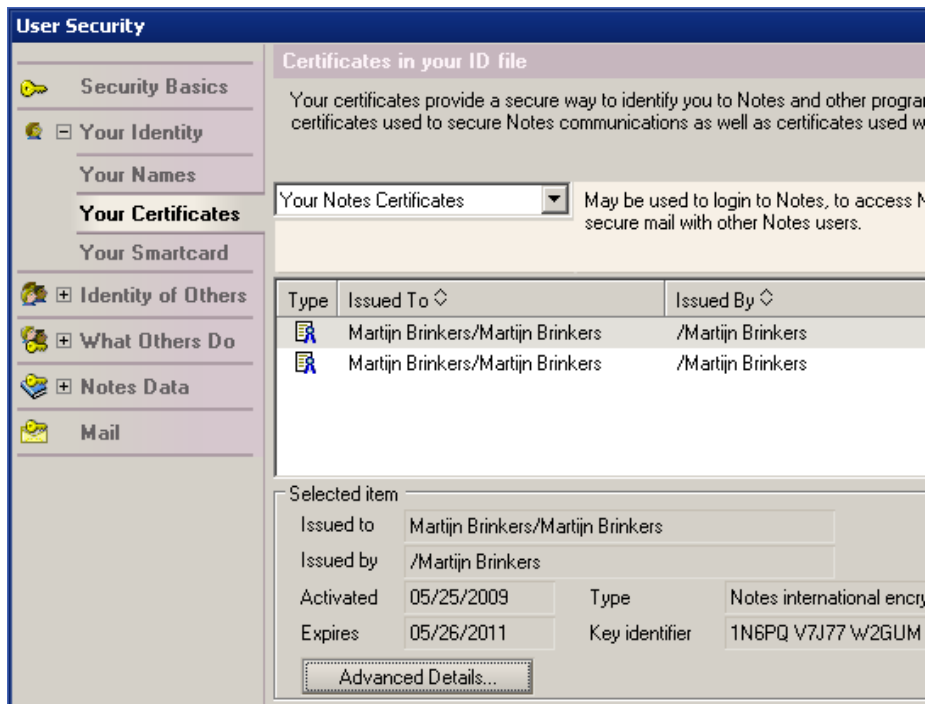 User Security
Security Basics
Your Identity
Your Names
Your Certificates
Your Smartcard
Identity of Others
What Others Do
Notes Data
Mail
Certificates in your ID file
Your certificates provide a secure way to identify you to Notes and other
certificates used to secure Notes communications as well as certificates used
Your Notes Certificates
May be used to login to Notes, to access
secure mail with other Notes users.
Type Issued To Issued By
Martijn Brinkers/Martijn Brinkers /Martijn Brinkers
Martijn Brinkers/Martijn Brinkers /Martijn Brinkers
Selected item
Issued to Martijn Brinkers/Martijn Brinkers
Issued by /Martijn Brinkers
Activated 05/25/2009 Type Notes international
Expires 05/26/2011 Key identifier 1N6PQ V7J77 W2GUM
Advanced Details...